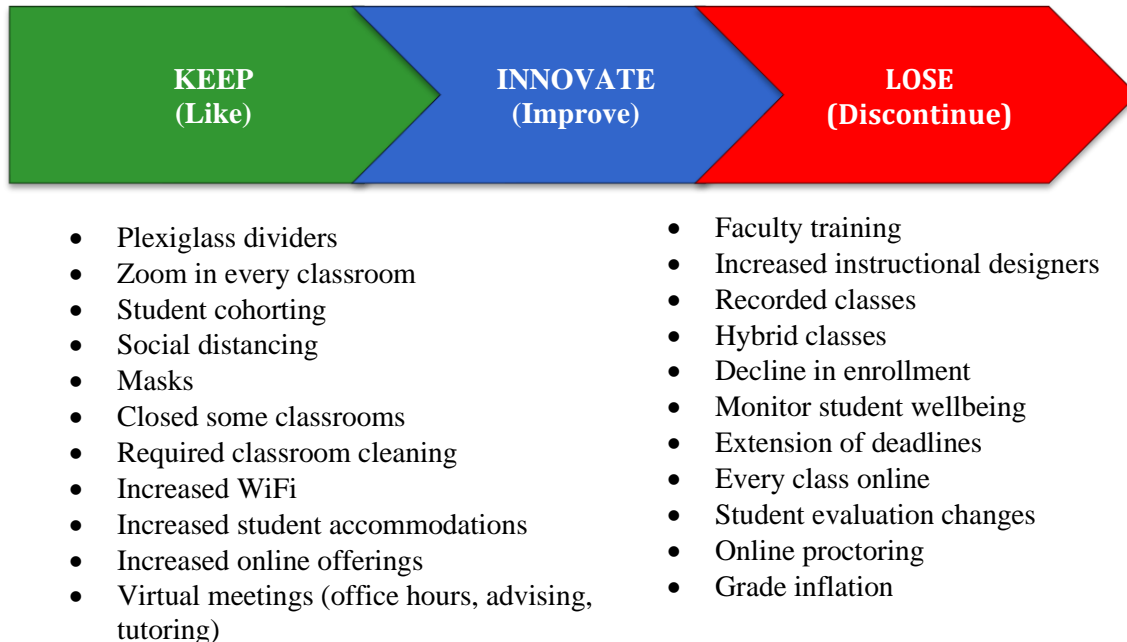 KEEP
(Like)
INNOVATE
(Improve)
LOSE
(Discontinue)
• Plexiglass dividers
• Zoom in every classroom
• Student cohorting
• Social distancing
• Masks
• Closed some classrooms
• Required classroom cleaning
• Increased WiFi
• Increased student accommodations
• Increased online offerings
• Virtual meetings (office hours, advising,
tutoring)
• Faculty training
• Increased instructional designers
• Recorded classes
• Hybrid classes
• Decline in enrollment
• Monitor student wellbeing
• Extension of deadlines
• Every class online
• Student evaluation changes
• Online proctoring
• Grade inflation